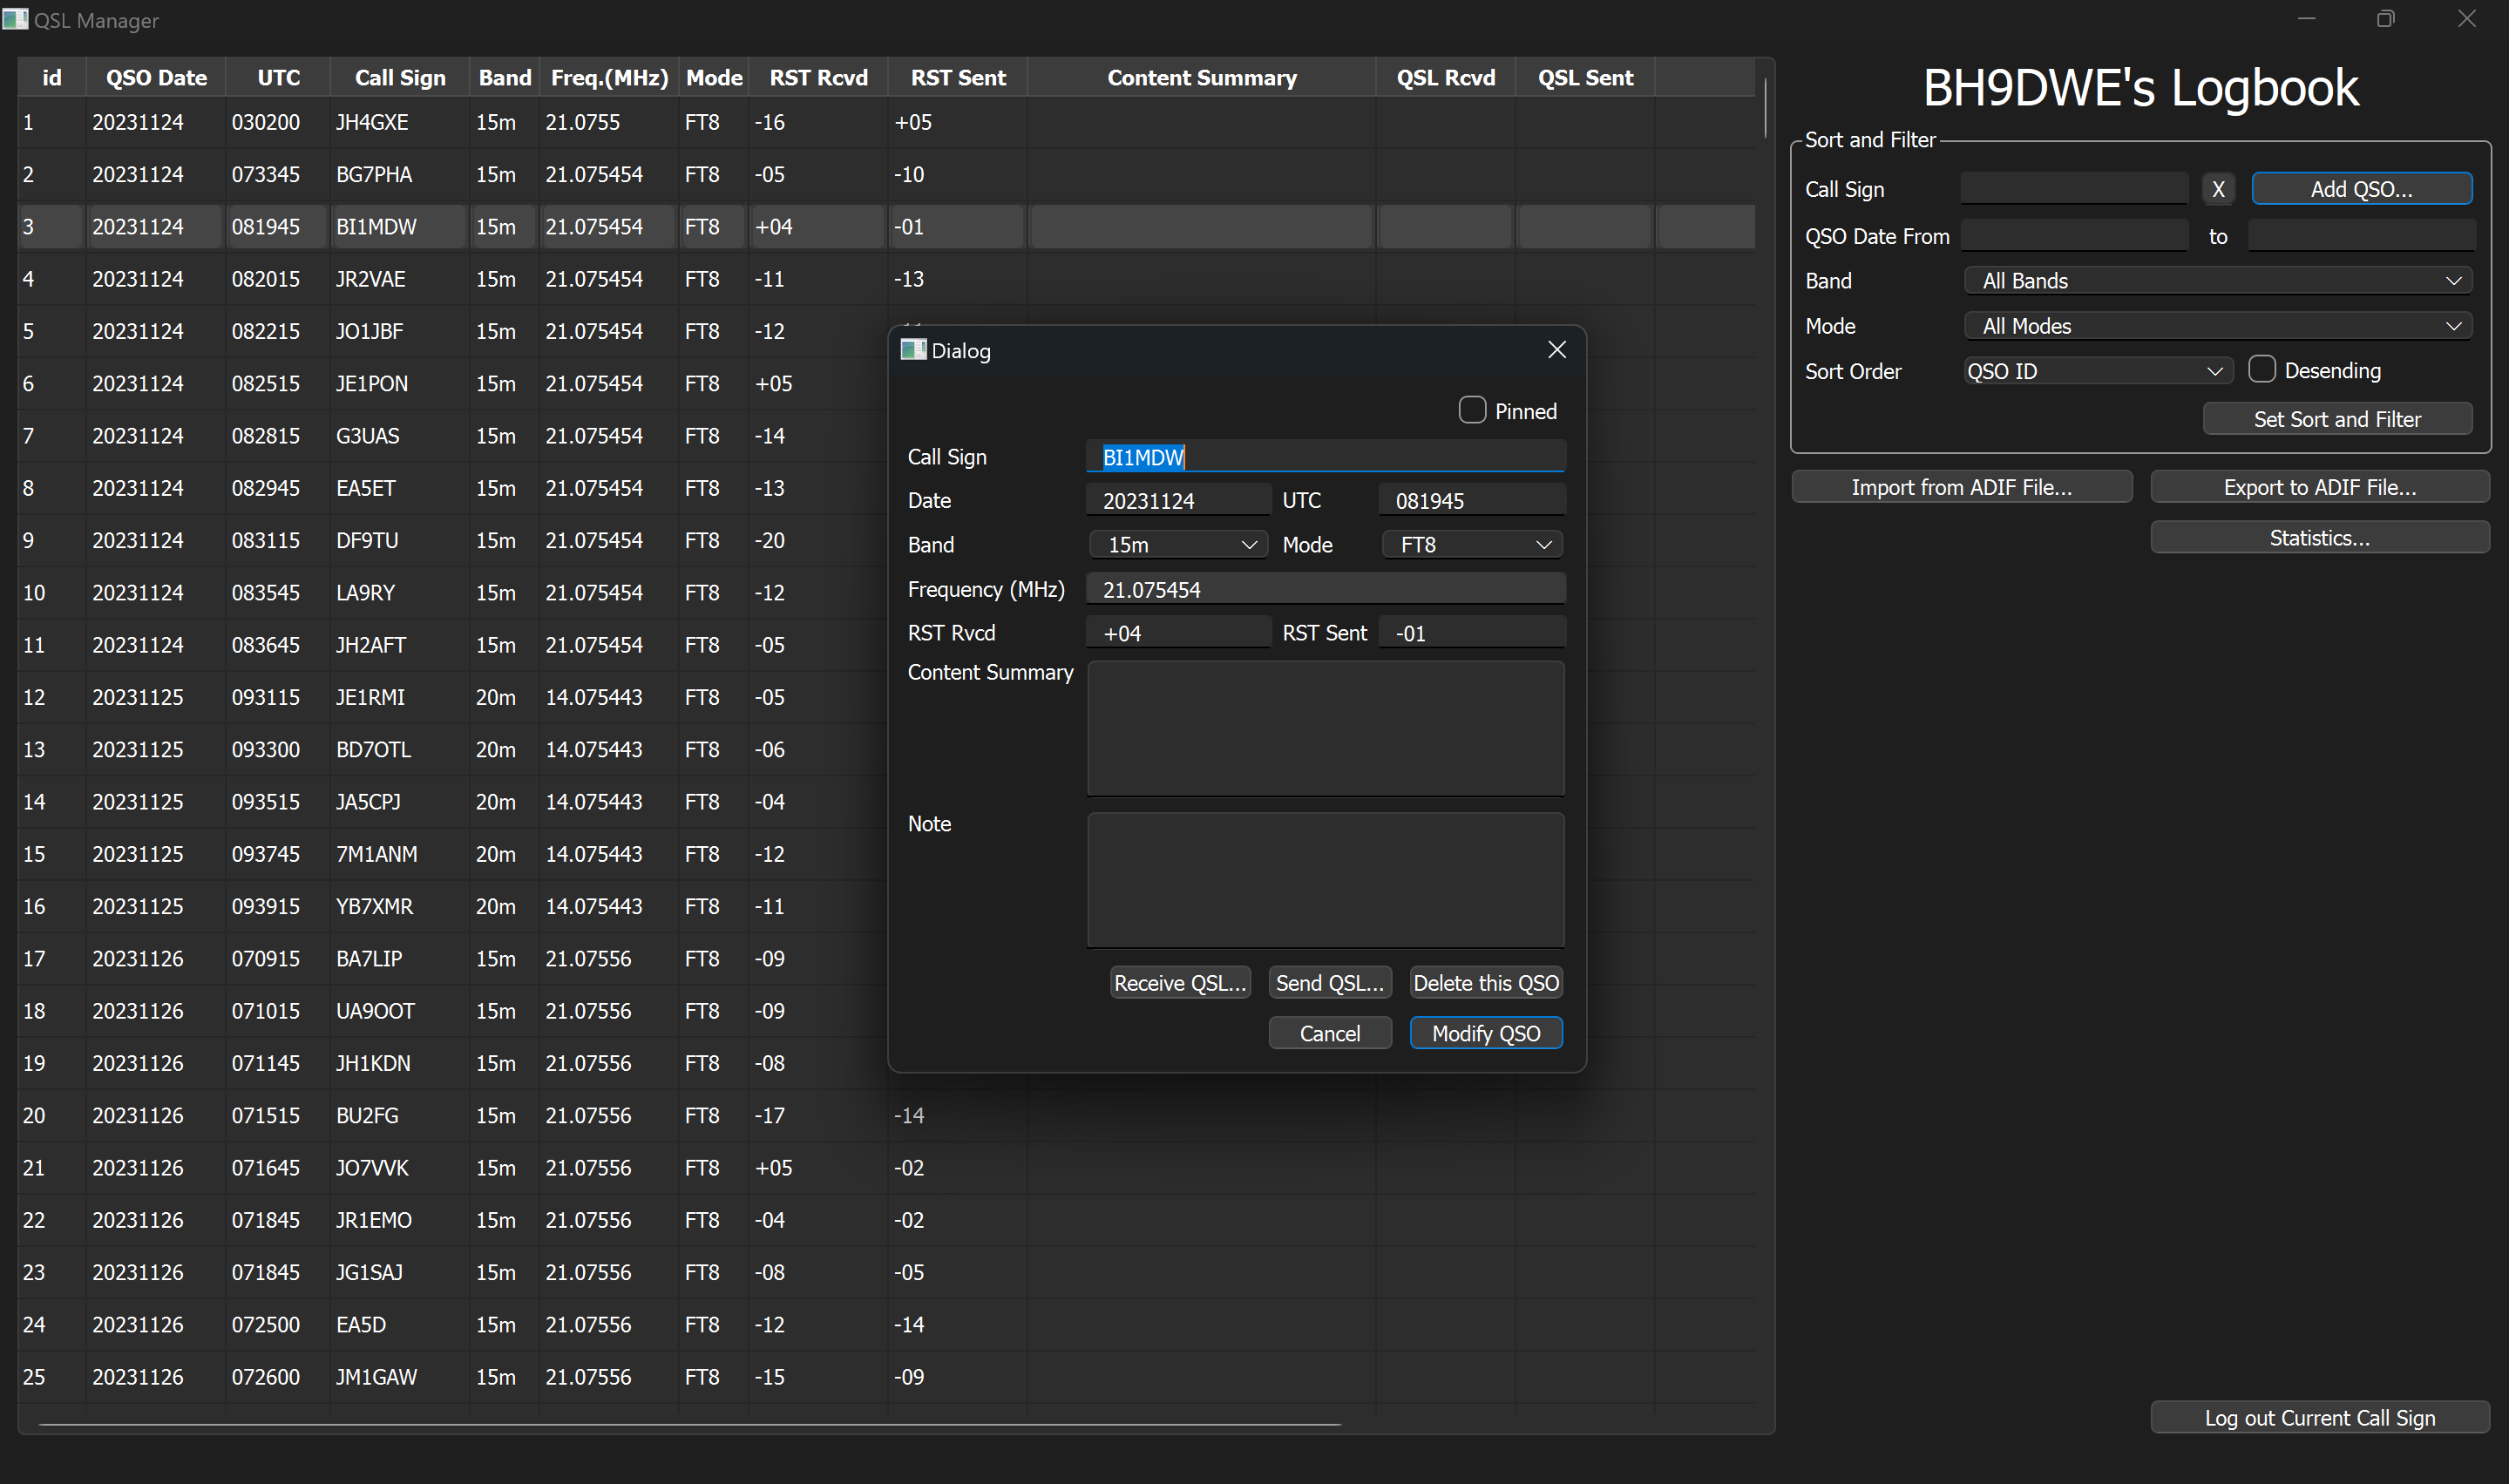 QSL Manager
id QSO Date UTC Call Sign Band Freq.(MHz) Mode RST Rcvd RST Sent Content Summary QSL Rcvd QSL Sent
1 20231124 030200 JH4GXE 15m 21.0755 FT8 -16 +05
2 20231124 073345 BG7PHA 15m 21.075454 FT8 -05 -10
3 20231124 081945 BI1MDW 15m 21.075454 FT8 +04 -01
4 20231124 082015 JR2VAE 15m 21.075454 FT8 -11 -13
5 20231124 082215 JO1JBF 15m 21.075454 FT8 -12
6 20231124 082515 JE1PON 15m 21.075454 FT8 +05
7 20231124 082815 G3UAS 15m 21.075454 FT8 -14
8 20231124 082945 EA5ET 15m 21.075454 FT8 -13
9 20231124 083115 DF9TU 15m 21.075454 FT8 -20
10 20231124 083545 LA9RY 15m 21.075454 FT8 -12
11 20231124 083645 JH2AFT 15m 21.075454 FT8 -05
12 20231125 093115 JE1RMI 20m 14.075443 FT8 -05
13 20231125 093300 BD7OTL 20m 14.075443 FT8 -06
14 20231125 093515 JA5CPJ 20m 14.075443 FT8 -04
15 20231125 093745 7M1ANM 20m 14.075443 FT8 -12
16 20231125 093915 YB7XMR 20m 14.075443 FT8 -11
17 20231126 070915 BA7LIP 15m 21.07556 FT8 -09
18 20231126 071015 UA9OOT 15m 21.07556 FT8 -09
19 20231126 071145 JH1KDN 15m 21.07556 FT8 -08
20 20231126 071515 BU2FG 15m 21.07556 FT8 -17 -14
21 20231126 071645 JO7VVK 15m 21.07556 FT8 +05 -02
22 20231126 071845 JR1EMO 15m 21.07556 FT8 -04 -02
23 20231126 071845 JG1SAJ 15m 21.07556 FT8 -08 -05
24 20231126 072500 EA5D 15m 21.07556 FT8 -12 -14
25 20231126 072600 JM1GAW 15m 21.07556 FT8 -15 -09
Dialog
Pinned
Call Sign BI1MDW
Date 20231124 UTC 081945
Band 15m Mode FT8
Frequency (MHz) 21.075454
RST Rvcd +04 RST Sent -01
Content Summary
Note
Receive QSL... Send QSL... Delete this QSO
Cancel Modify QSO
BH9DWE's Logbook
Sort and Filter
Call Sign X Add QSO...
QSO Date From to
Band All Bands
Mode All Modes
Sort Order QSO ID Desending
Set Sort and Filter
Import from ADIF File... Export to ADIF File...
Statistics...
Log out Current Call Sign